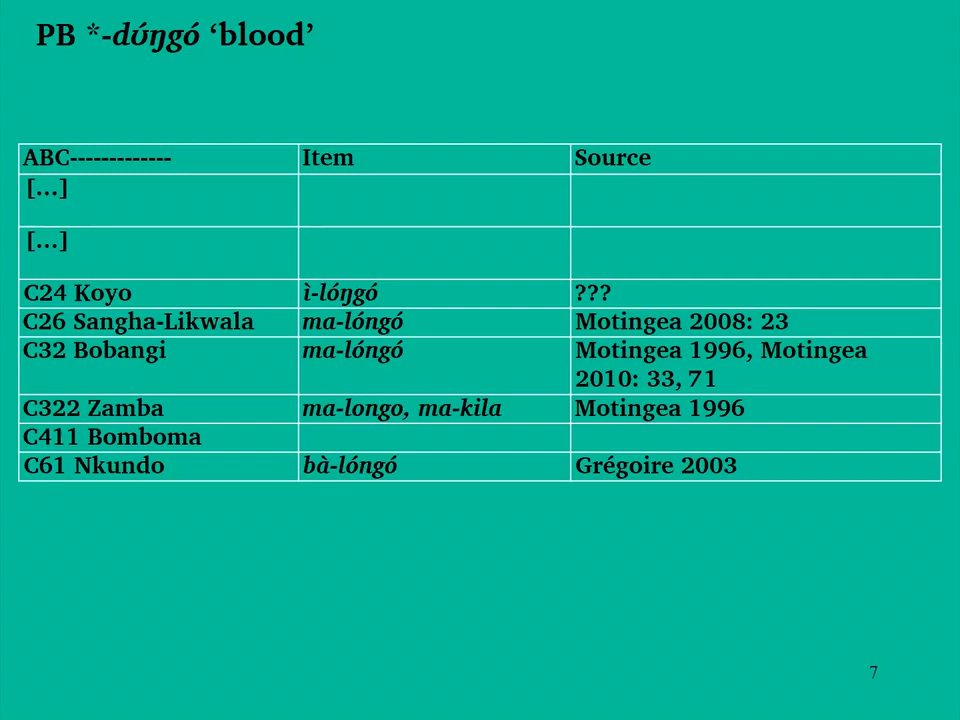 PB *-dʊ́ŋgó ‘blood’
ABC------------- Item Source
[…]
[…]
C24 Koyo ì-lóŋgó ???
C26 Sangha-Likwala ma-lóngó Motingea 2008: 23
C32 Bobangi ma-lóngó Motingea 1996, Motingea
2010: 33, 71
C322 Zamba ma-longo, ma-kila Motingea 1996
C411 Bomboma
C61 Nkundo bà-lóngó Grégoire 2003
7